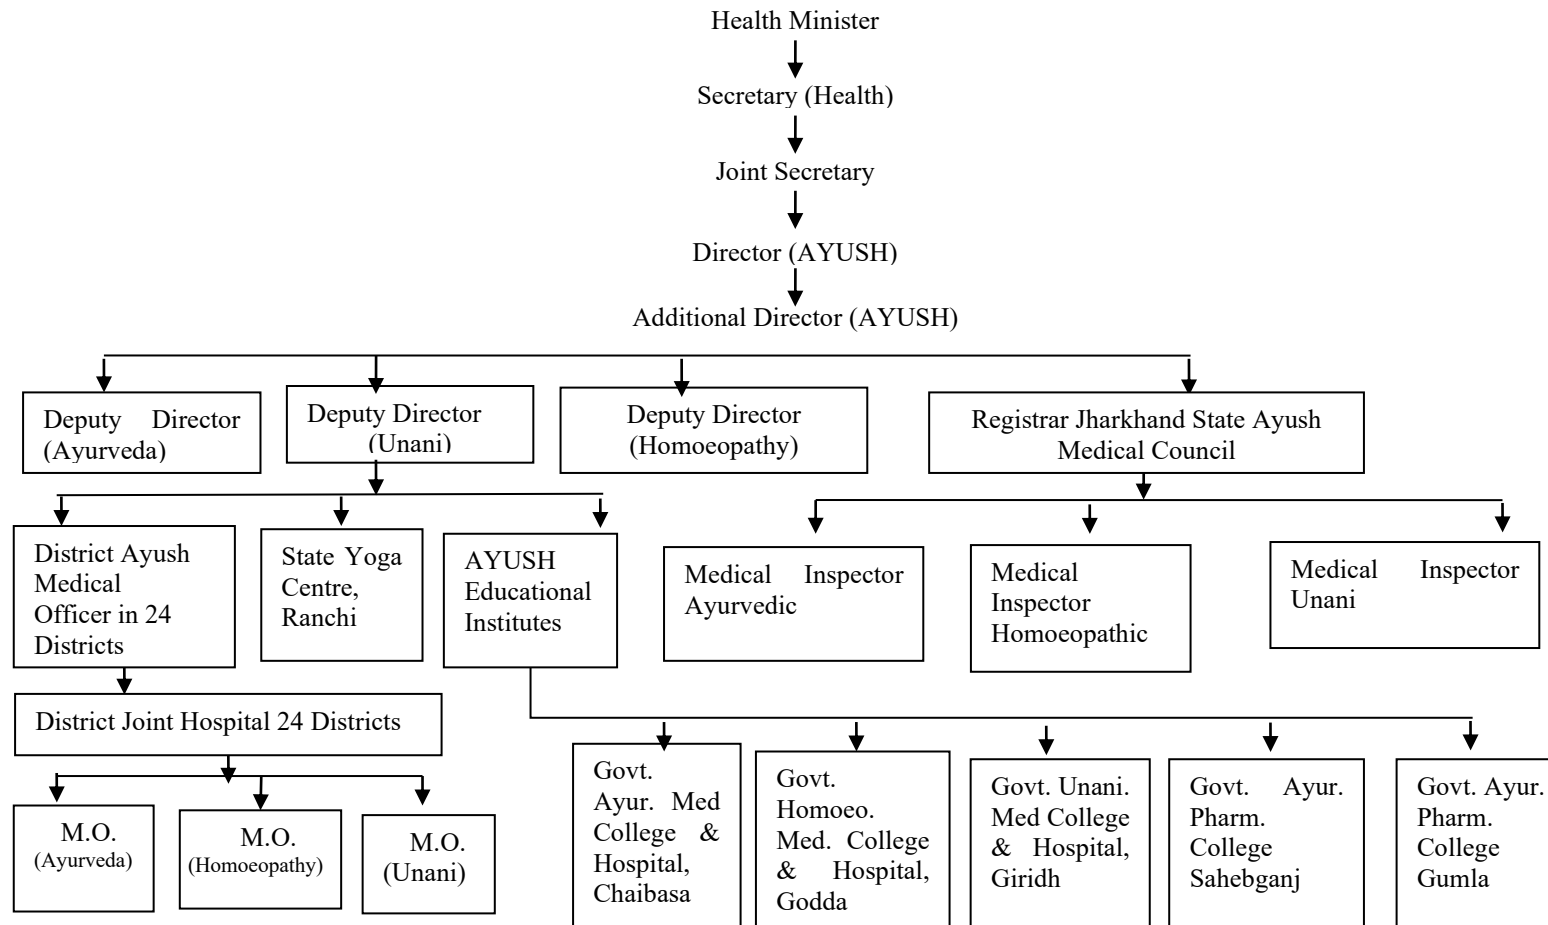 Health Minister
Secretary (Health)
Joint Secretary
Director (AYUSH)
Additional Director (AYUSH)
Deputy Director
(Ayurveda)
Deputy Director
(Unani)
Deputy Director
(Homoeopathy)
Registrar Jharkhand State Ayush
Medical Council
District Ayush
Medical
Officer in 24
Districts
State Yoga
Centre,
Ranchi
AYUSH
Educational
Institutes
Medical Inspector
Ayurvedic
Medical
Inspector
Homoeopathic
Medical Inspector
Unani
District Joint Hospital 24 Districts
M.O.
(Ayurveda)
M.O.
(Homoeopathy)
M.O.
(Unani)
Govt.
Ayur. Med
College &
Hospital,
Chaibasa
Govt.
Homoeo.
Med. College
& Hospital,
Godda
Govt. Unani.
Med College
& Hospital,
Giridh
Govt. Ayur.
Pharm.
College
Sahebganj
Govt. Ayur.
Pharm.
College
Gumla